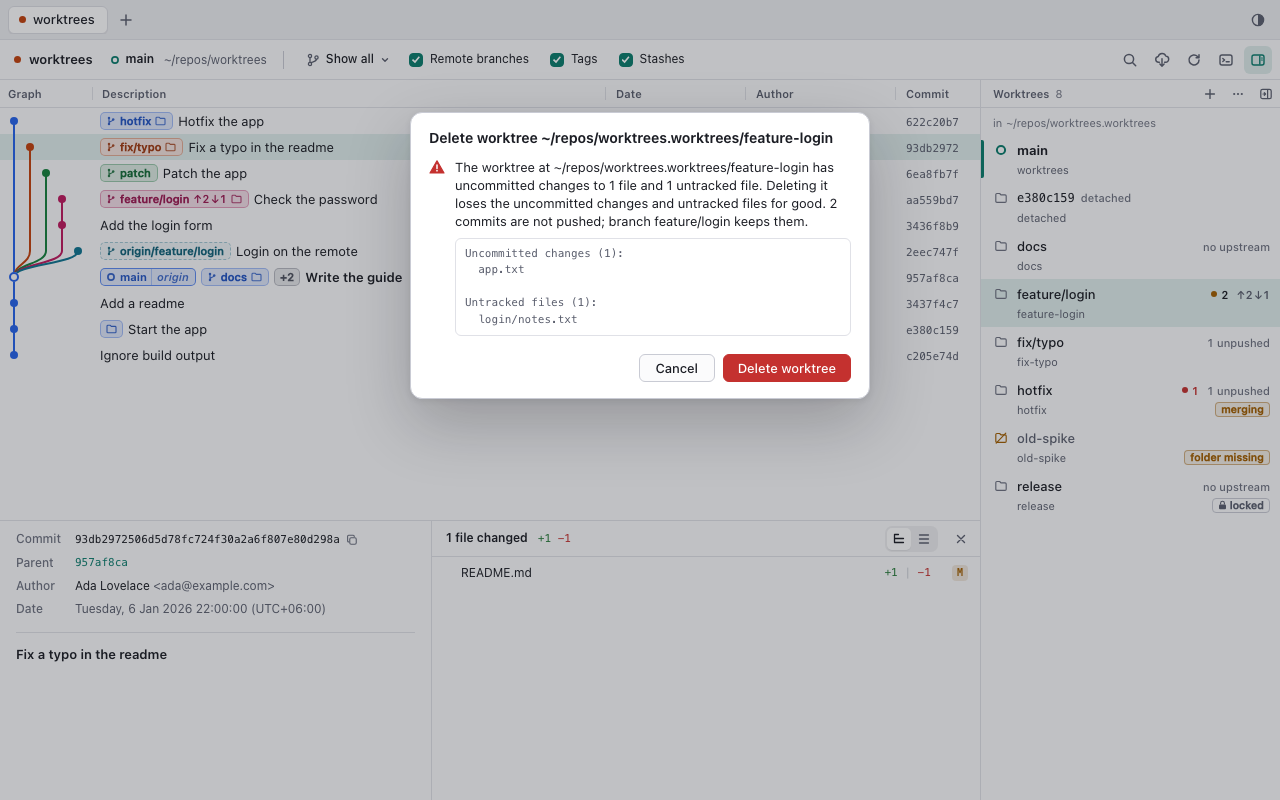 worktrees
worktrees main ~/repos/worktrees Show all Remote branches Tags Stashes
Graph Description Date Author Commit
hotfix Hotfix the app 622c20b7
fix/typo Fix a typo in the readme 93db2972
patch Patch the app 6ea8fb7f
feature/login ↑2↓1 Check the password aa559bd7
Add the login form 3436f8b9
origin/feature/login Login on the remote 2eec747f
main origin docs +2 Write the guide 957af8ca
Add a readme 3437f4c7
Start the app e380c159
Ignore build output c205e74d
Delete worktree ~/repos/worktrees.worktrees/feature-login
The worktree at ~/repos/worktrees.worktrees/feature-login has
uncommitted changes to 1 file and 1 untracked file. Deleting it
loses the uncommitted changes and untracked files for good. 2
commits are not pushed; branch feature/login keeps them.
Uncommitted changes (1):
app.txt
Untracked files (1):
login/notes.txt
Cancel Delete worktree
Worktrees 8
in ~/repos/worktrees.worktrees
main
worktrees
e380c159 detached
detached
docs no upstream
docs
feature/login 2 ↑2↓1
feature-login
fix/typo 1 unpushed
fix-typo
hotfix 1 1 unpushed
hotfix merging
old-spike
old-spike folder missing
release no upstream
release locked
Commit 93db2972506d5d78fc724f30a2a6f807e80d298a
Parent 957af8ca
Author Ada Lovelace <ada@example.com>
Date Tuesday, 6 Jan 2026 22:00:00 (UTC+06:00)
Fix a typo in the readme
1 file changed +1 −1
README.md +1 −1 M